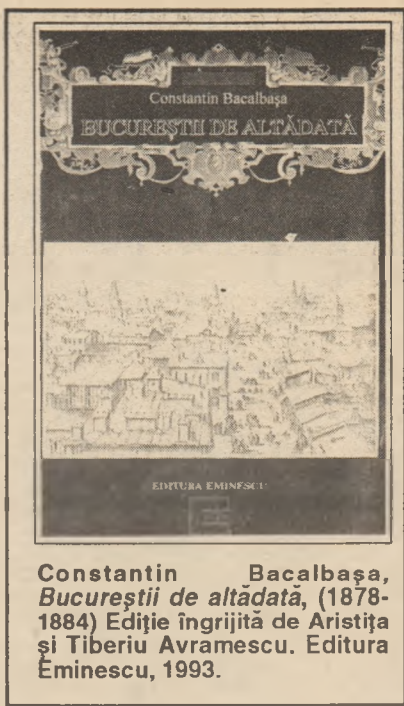 Constantin Bacalbaşa
BUCUREŞTII DE ALTĂDATĂ
EDITURA EMINESCU
Constantin Bacalbaşa,
Bucureştii de altădată, (1878-
1884) Ediţie îngrijită de Aristiţa
şi Tiberiu Avramescu. Editura
Eminescu, 1993.